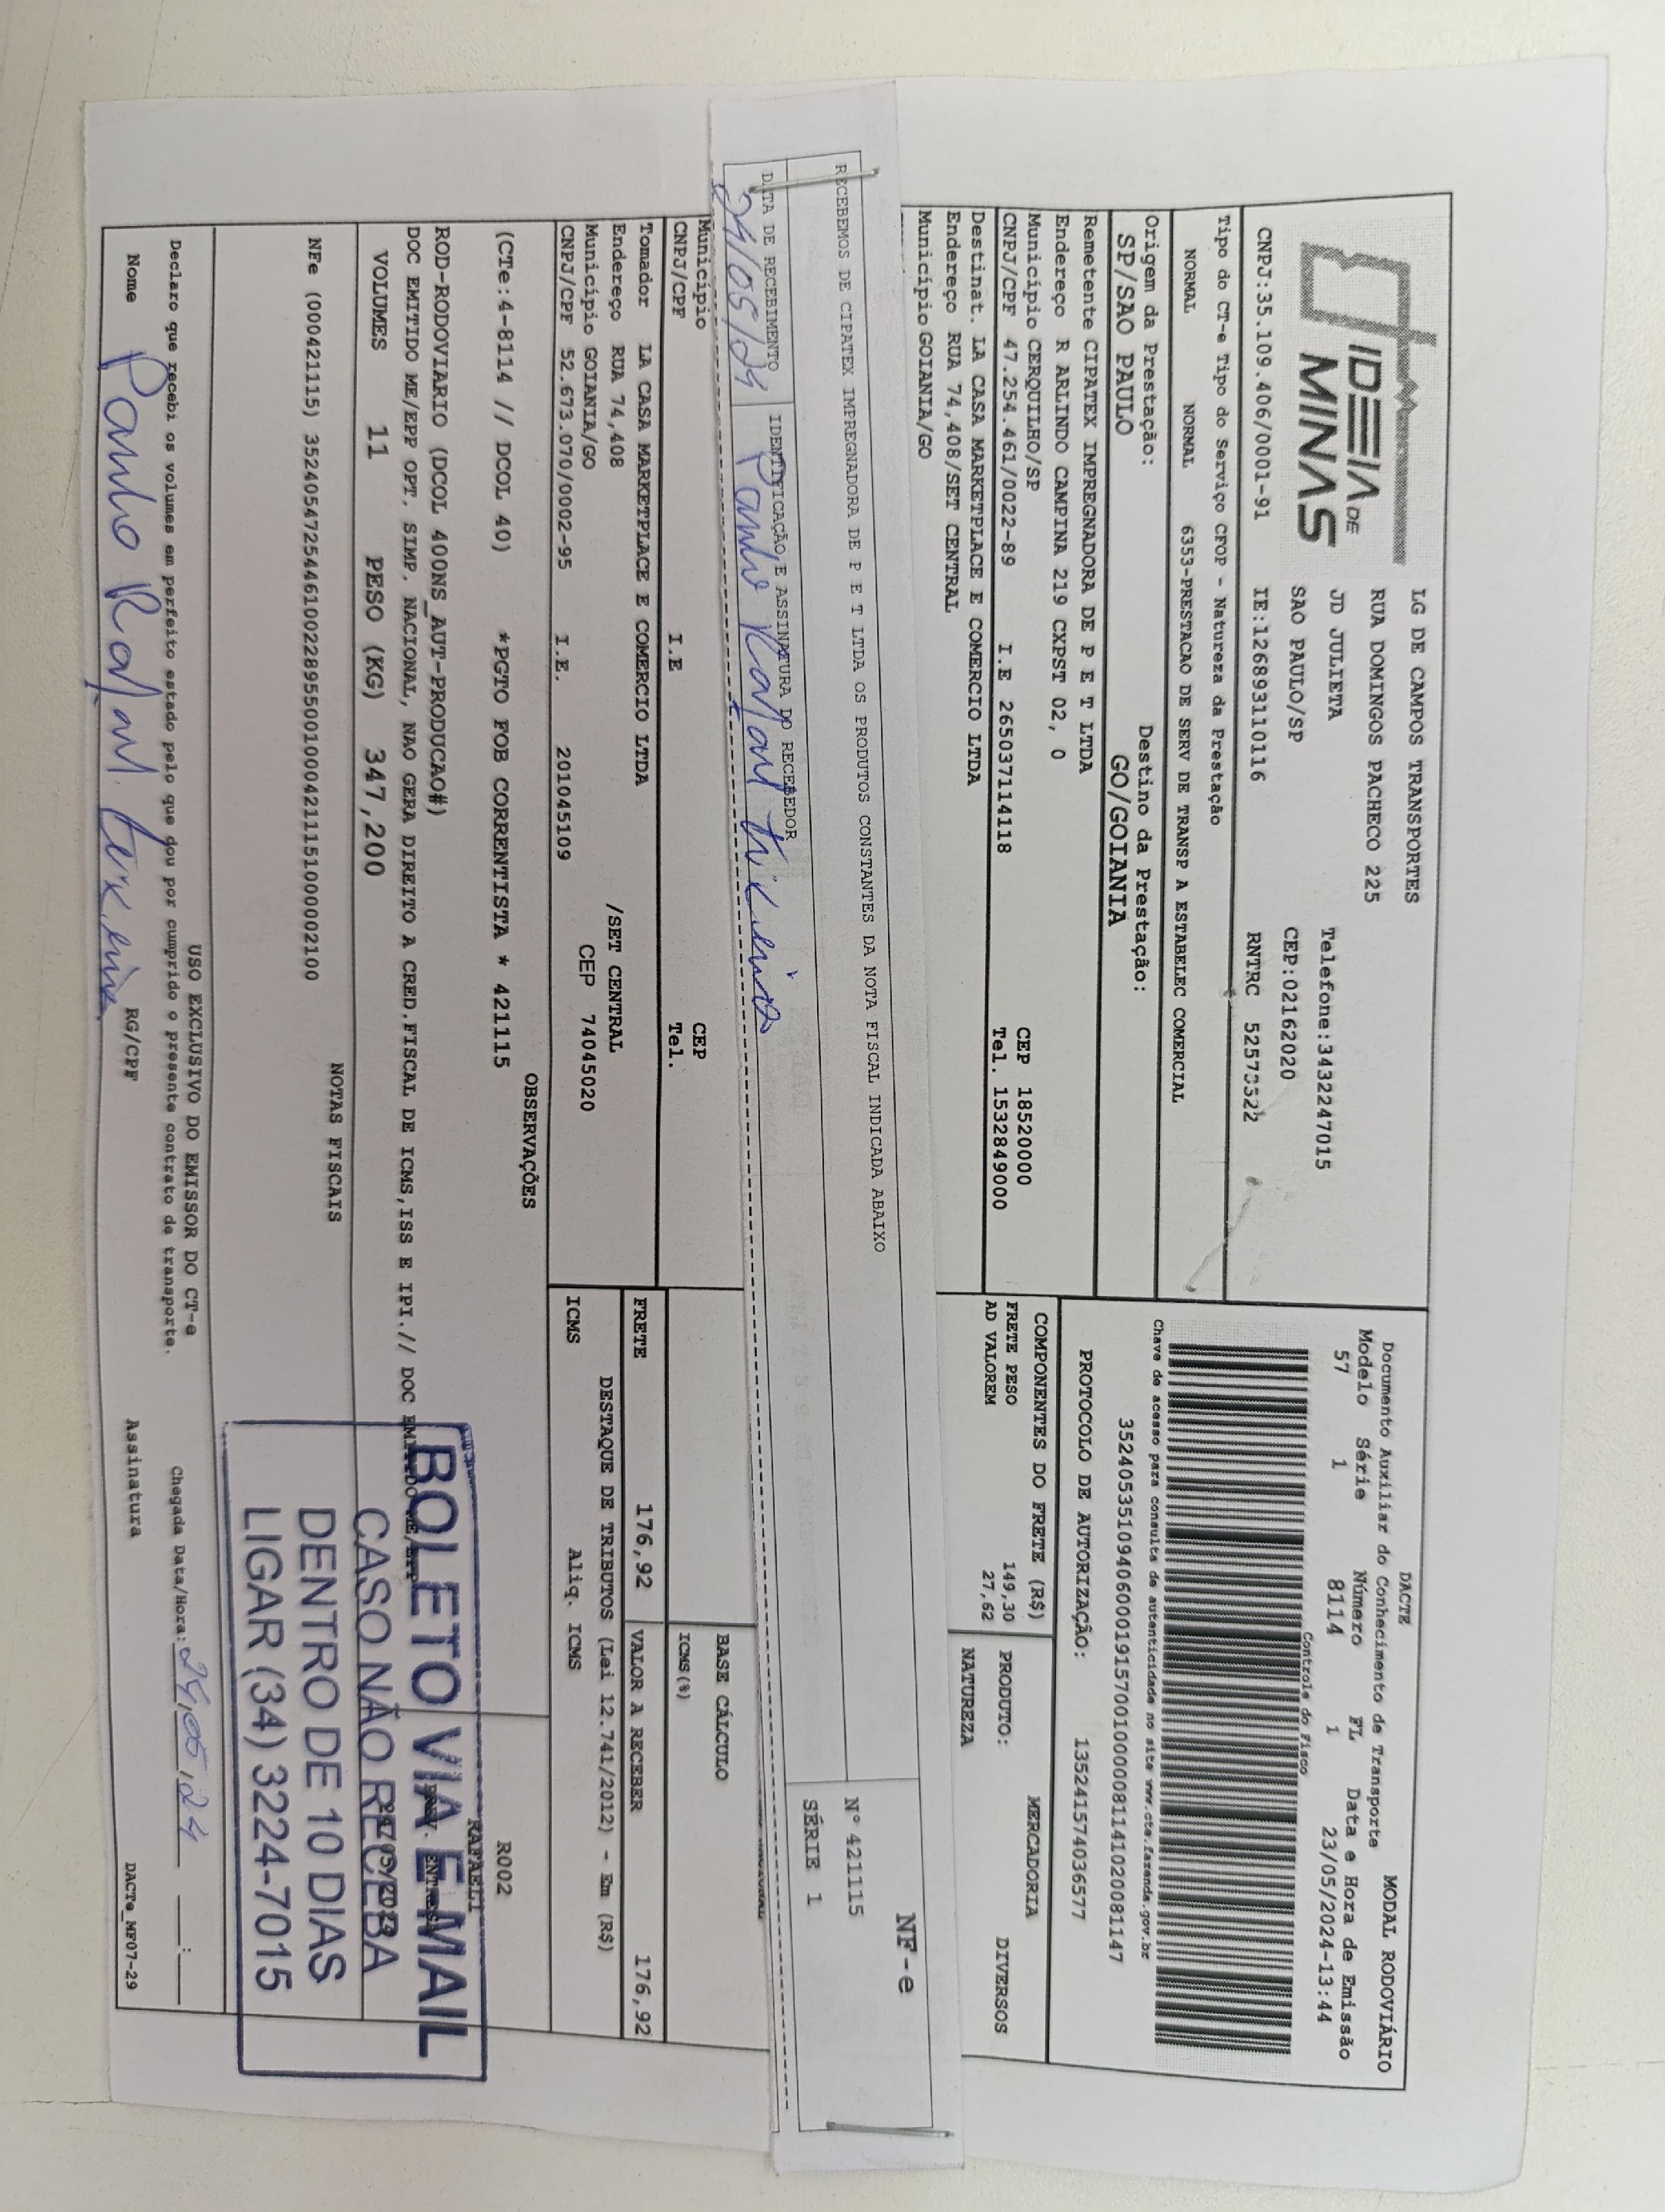 IDEIA DE
MINAS
LG DE CAMPOS TRANSPORTES
RUA DOMINGOS PACHECO 225
JD JULIETA
SAO PAULO/SP
Telefone:3432247015
CEP:02162020
CNPJ:35.109.406/0001-91 IE:126893110116 RNTRC 52573522
Tipo do CT-e Tipo do Serviço CFOP - Natureza da Prestação
NORMAL NORMAL 6353-PRESTACAO DE SERV DE TRANSP A ESTABELEC COMERCIAL
Origem da Prestação: Destino da Prestação:
SP/SAO PAULO GO/GOIANIA
Remetente CIPATEX IMPREGNADORA DE P E T LTDA
Endereço R ARLINDO CAMPINA 219 CXPST 02, 0
Município CERQUILHO/SP CEP 18520000
CNPJ/CPF 47.254.461/0022-89 I.E 265037114118 Tel. 1532849000
Destinat. LA CASA MARKETPLACE E COMERCIO LTDA
Endereço RUA 74,408/SET CENTRAL
Município GOIANIA/GO
DACTE
Documento Auxiliar do Conhecimento de Transporte
MODAL RODOVIÁRIO
Modelo Série Número FL Data e Hora de Emissão
57 1 8114 1 23/05/2024-13:44
Controle do Fisco
Chave de acesso para consulta de autenticidade no site www.cte.fazenda.gov.br
35240535109406000191570010000081141020081147
PROTOCOLO DE AUTORIZAÇÃO: 135241574036577
COMPONENTES DO FRETE (R$) MERCADORIA
FRETE PESO 149,30 PRODUTO: DIVERSOS
AD VALOREM 27,62 NATUREZA
RECEBEMOS DE CIPATEX IMPREGNADORA DE P E T LTDA OS PRODUTOS CONSTANTES DA NOTA FISCAL INDICADA ABAIXO
NF-e
N° 421115
SÉRIE 1
DATA DE RECEBIMENTO IDENTIFICAÇÃO E ASSINATURA DO RECEBEDOR
24/05/24
Município CEP
CNPJ/CPF I.E Tel.
BASE CÁLCULO
ICMS(%)
Tomador LA CASA MARKETPLACE E COMERCIO LTDA
Endereço RUA 74,408 /SET CENTRAL
Município GOIANIA/GO CEP 74045020
CNPJ/CPF 52.673.070/0002-95 I.E. 201045109
FRETE 176,92 VALOR A RECEBER 176,92
DESTAQUE DE TRIBUTOS (Lei 12.741/2012) - Em (R$)
ICMS Aliq. ICMS
OBSERVAÇÕES
(CTe:4-8114 // DCOL 40) *PGTO FOB CORRENTISTA * 421115
R002
RAFAELI
ROD-RODOVIARIO (DCOL 400NS_AUT-PRODUCAO#)
DOC EMITIDO ME/EPP OPT. SIMP. NACIONAL, NAO GERA DIREITO A CRED.FISCAL DE ICMS,ISS E IPI.// DOC EMITIDO ME/EPP
VOLUMES 11 PESO (KG) 347,200
NOTAS FISCAIS
NFe (000421115) 35240547254461002289550010004211151000002100
BOLETO VIA E MAIL
CASO NÃO RECEBA
DENTRO DE 10 DIAS
LIGAR (34) 3224-7015
USO EXCLUSIVO DO EMISSOR DO CT-e
Declaro que recebi os volumes em perfeito estado pelo que dou por cumprido o presente contrato de transporte.
Chegada Data/Hora: 24/05/24
Nome RG/CPF Assinatura
DACTe_MF07-29